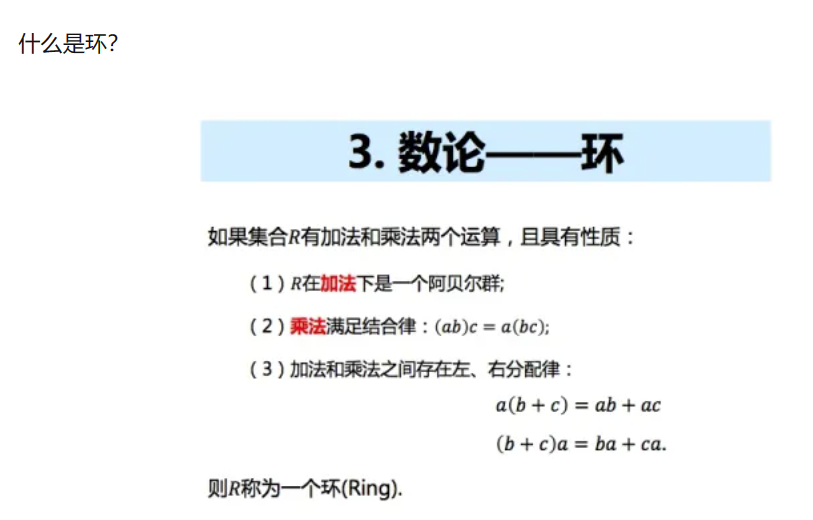 什么是环？
3. 数论——环
如果集合R有加法和乘法两个运算，且具有性质：
（1）R在加法下是一个阿贝尔群;
（2）乘法满足结合律：(ab)c = a(bc);
（3）加法和乘法之间存在左、右分配律：
a(b + c) = ab + ac
(b + c)a = ba + ca.
则R称为一个环(Ring).